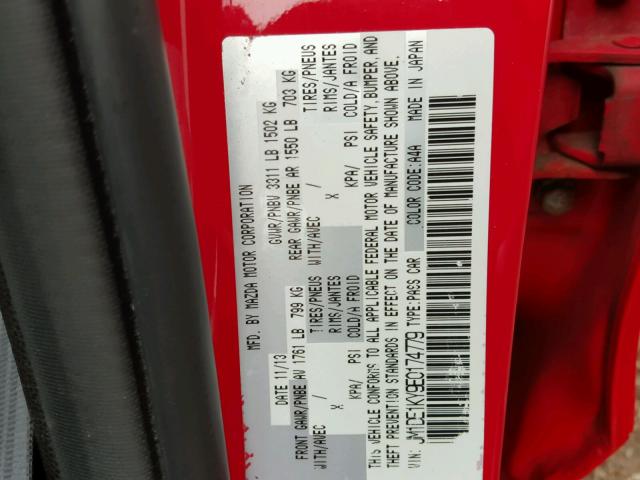 MFD. BY MAZDA MOTOR CORPORATION
DATE 11/13 GVWR/PNBV 3311 LB 1502 KG
FRONT GAWR/PNBE AV 1761 LB 799 KG REAR GAWR/PNBE AR 1550 LB 703 KG
WITH/AVEC / TIRES/PNEUS WITH/AVEC / TIRES/PNEUS
X RIMS/JANTES X RIMS/JANTES
KPA/ PSI COLD/A FROID KPA/ PSI COLD/A FROID
THIS VEHICLE CONFORMS TO ALL APPLICABLE FEDERAL MOTOR VEHICLE SAFETY, BUMPER, AND
THEFT PREVENTION STANDARDS IN EFFECT ON THE DATE OF MANUFACTURE SHOWN ABOVE.
COLOR CODE:A4A MADE IN JAPAN
VIN: JM1DE1KY9E0174779 TYPE:PASS CAR